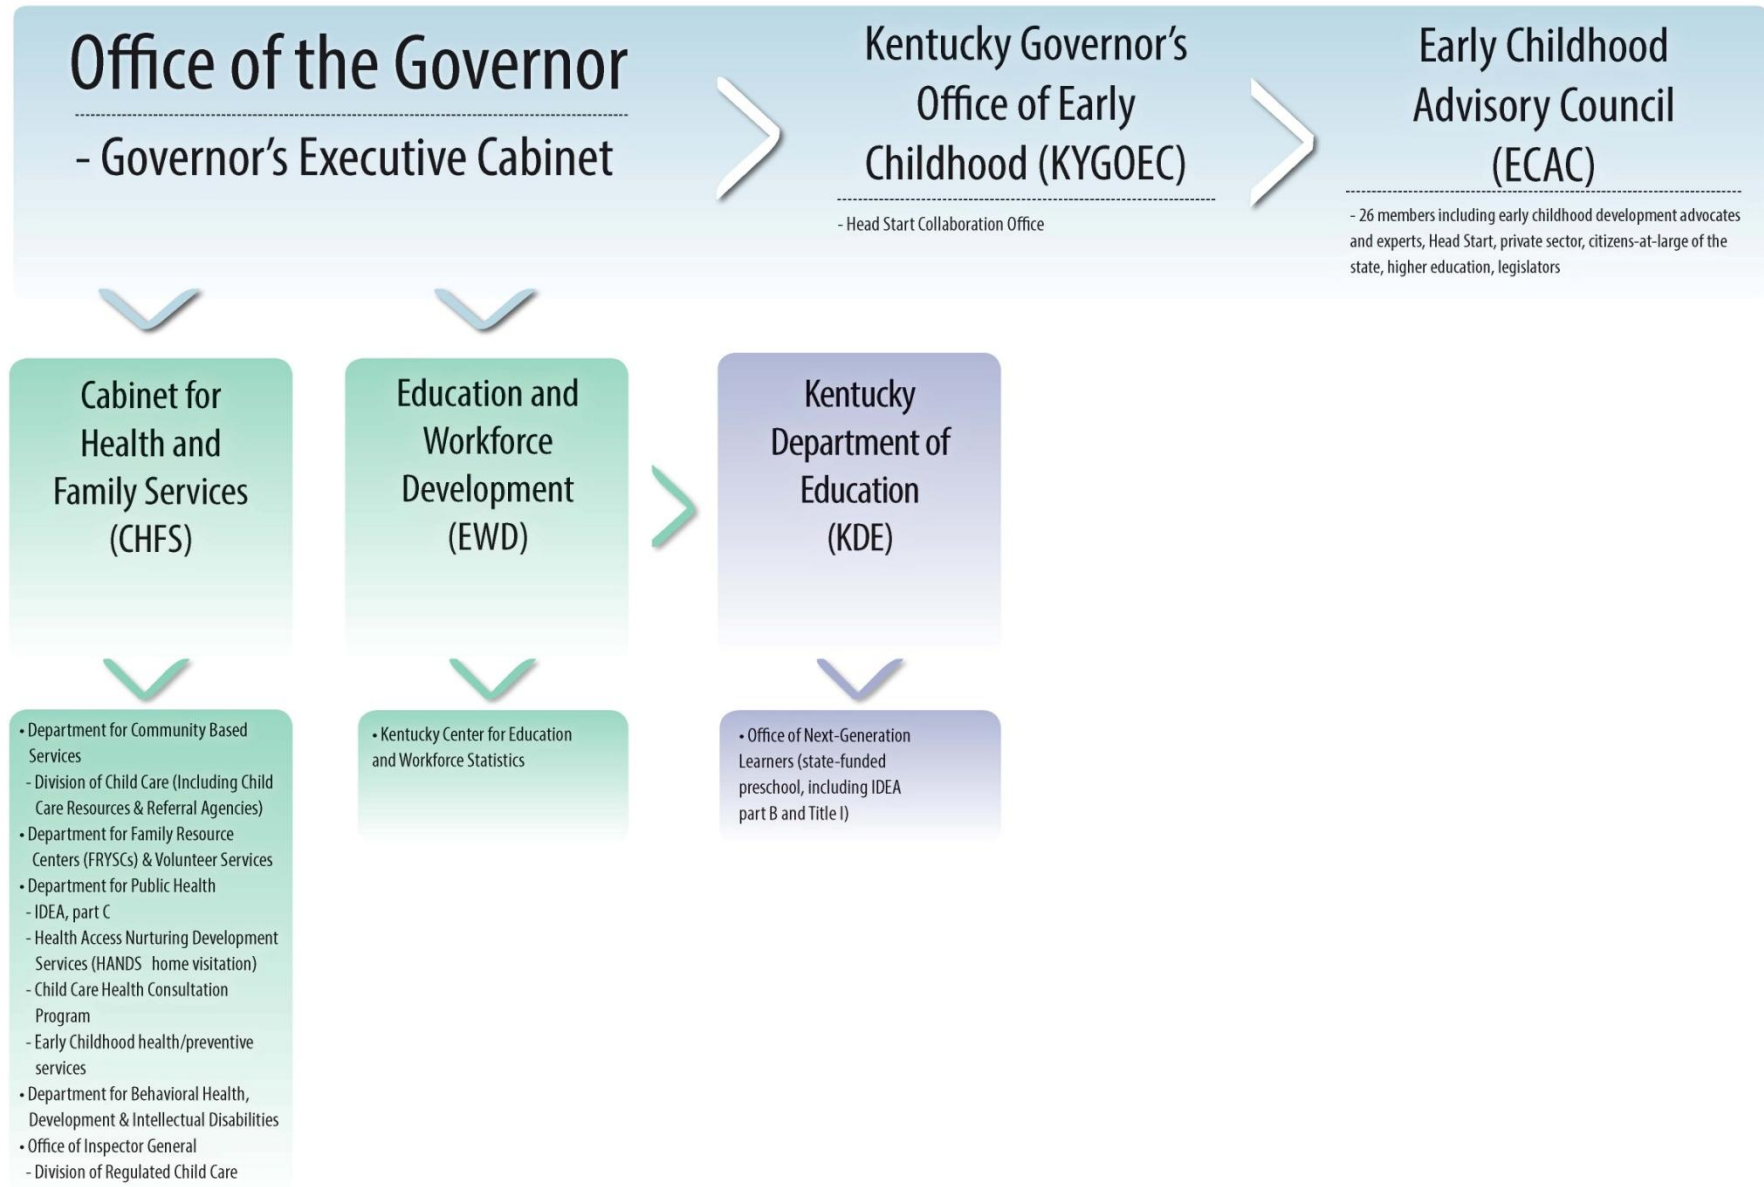 Office of the Governor
- Governor's Executive Cabinet
Kentucky Governor's
Office of Early
Childhood (KYGOEC)
- Head Start Collaboration Office
Early Childhood
Advisory Council
(ECAC)
- 26 members including early childhood development advocates
and experts, Head Start, private sector, citizens-at-large of the
state, higher education, legislators
Cabinet for
Health and
Family Services
(CHFS)
Education and
Workforce
Development
(EWD)
Kentucky
Department of
Education
(KDE)
• Department for Community Based
Services
- Division of Child Care (Including Child
Care Resources & Referral Agencies)
• Department for Family Resource
Centers (FRYSCs) & Volunteer Services
• Department for Public Health
- IDEA, part C
- Health Access Nurturing Development
Services (HANDS home visitation)
- Child Care Health Consultation
Program
- Early Childhood health/preventive
services
• Department for Behavioral Health,
Development & Intellectual Disabilities
• Office of Inspector General
- Division of Regulated Child Care
• Kentucky Center for Education
and Workforce Statistics
• Office of Next-Generation
Learners (state-funded
preschool, including IDEA
part B and Title I)